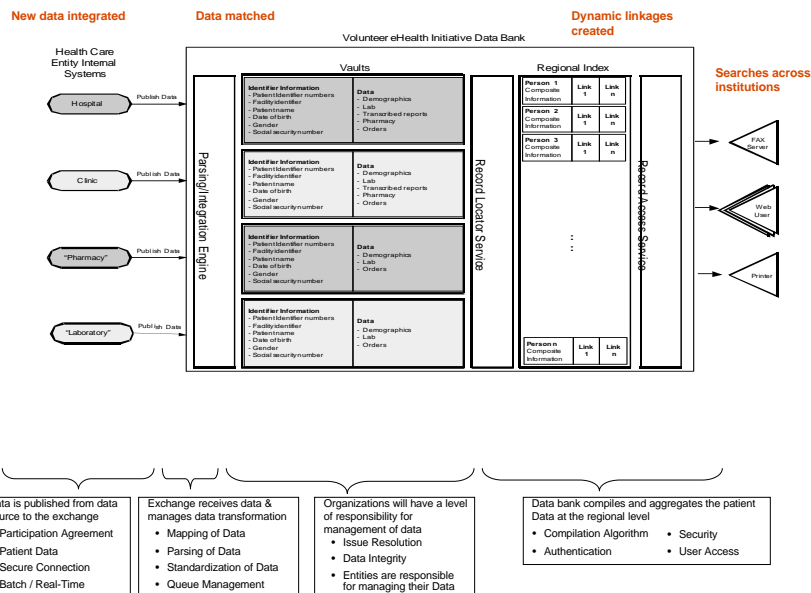 New data integrated
Data matched
Dynamic linkages
created
Searches across
institutions
Volunteer eHealth Initiative Data Bank
Health Care
Entity Internal
Systems
Hospital
Publish Data
Clinic
Publish Data
"Pharmacy"
Publish Data
"Laboratory"
Publish Data
Parsing/Integration Engine
Vaults
Identifier Information
- Patient Identifier numbers
- Facility identifier
- Patient name
- Date of birth
- Gender
- Social security number
Data
- Demographics
- Lab
- Transcribed reports
- Pharmacy
- Orders
Identifier Information
- Patient Identifier numbers
- Facility identifier
- Patient name
- Date of birth
- Gender
- Social security number
Data
- Demographics
- Lab
- Transcribed reports
- Pharmacy
- Orders
Identifier Information
- Patient Identifier numbers
- Facility identifier
- Patient name
- Date of birth
- Gender
- Social security number
Data
- Demographics
- Lab
- Orders
Identifier Information
- Patient Identifier numbers
- Facility identifier
- Patient name
- Date of birth
- Gender
- Social security number
Data
- Demographics
- Lab
- Orders
Record Locator Service
Regional Index
Person 1
Composite
Information
Link
1
Link
n
Person 2
Composite
Information
Link
1
Link
n
Person 3
Composite
Information
Link
1
Link
n
Person n
Composite
Information
Link
1
Link
n
Record Access Service
FAX
Server
Web
User
Printer
ta is published from data
urce to the exchange
Participation Agreement
Patient Data
Secure Connection
Batch / Real-Time
Exchange receives data &
manages data transformation
• Mapping of Data
• Parsing of Data
• Standardization of Data
• Queue Management
Organizations will have a level
of responsibility for
management of data
• Issue Resolution
• Data Integrity
• Entities are responsible
for managing their Data
Data bank compiles and aggregates the patient
Data at the regional level
• Compilation Algorithm
• Authentication
• Security
• User Access